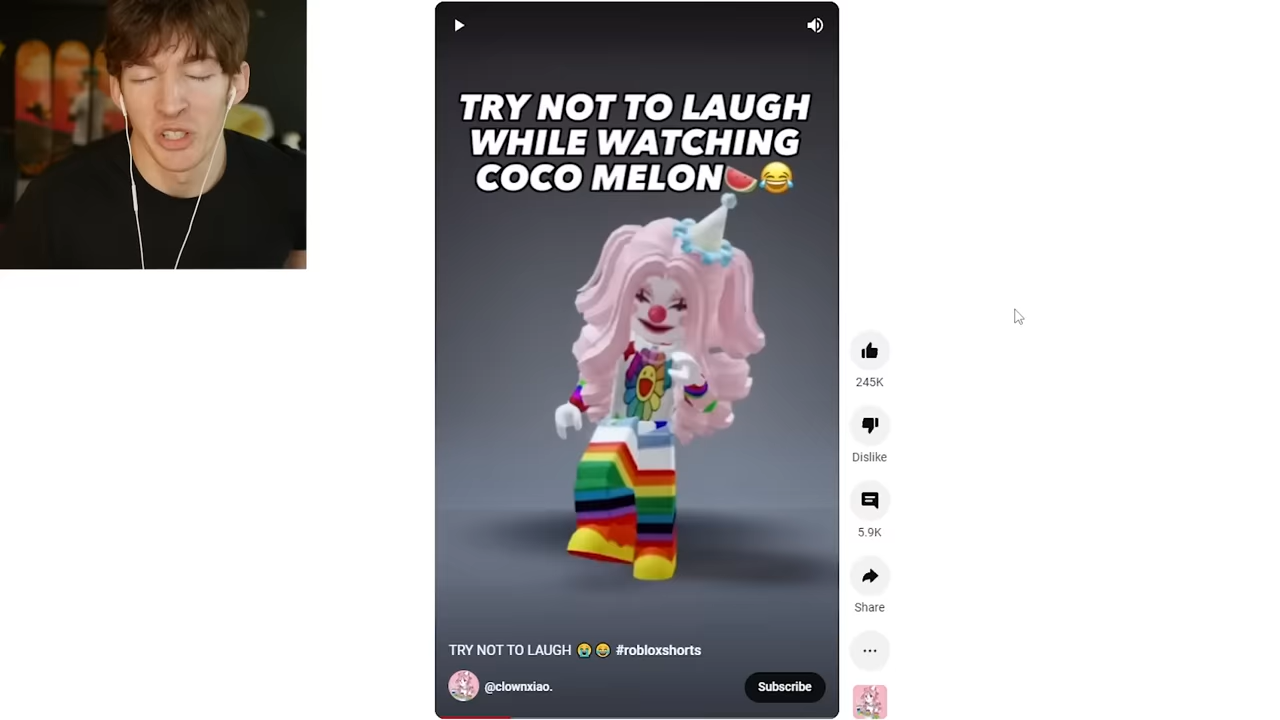 TRY NOT TO LAUGH
WHILE WATCHING
COCO MELON🍉😂
245K
Dislike
5.9K
Share
TRY NOT TO LAUGH 😭😂 #robloxshorts
@clownxiao.
Subscribe